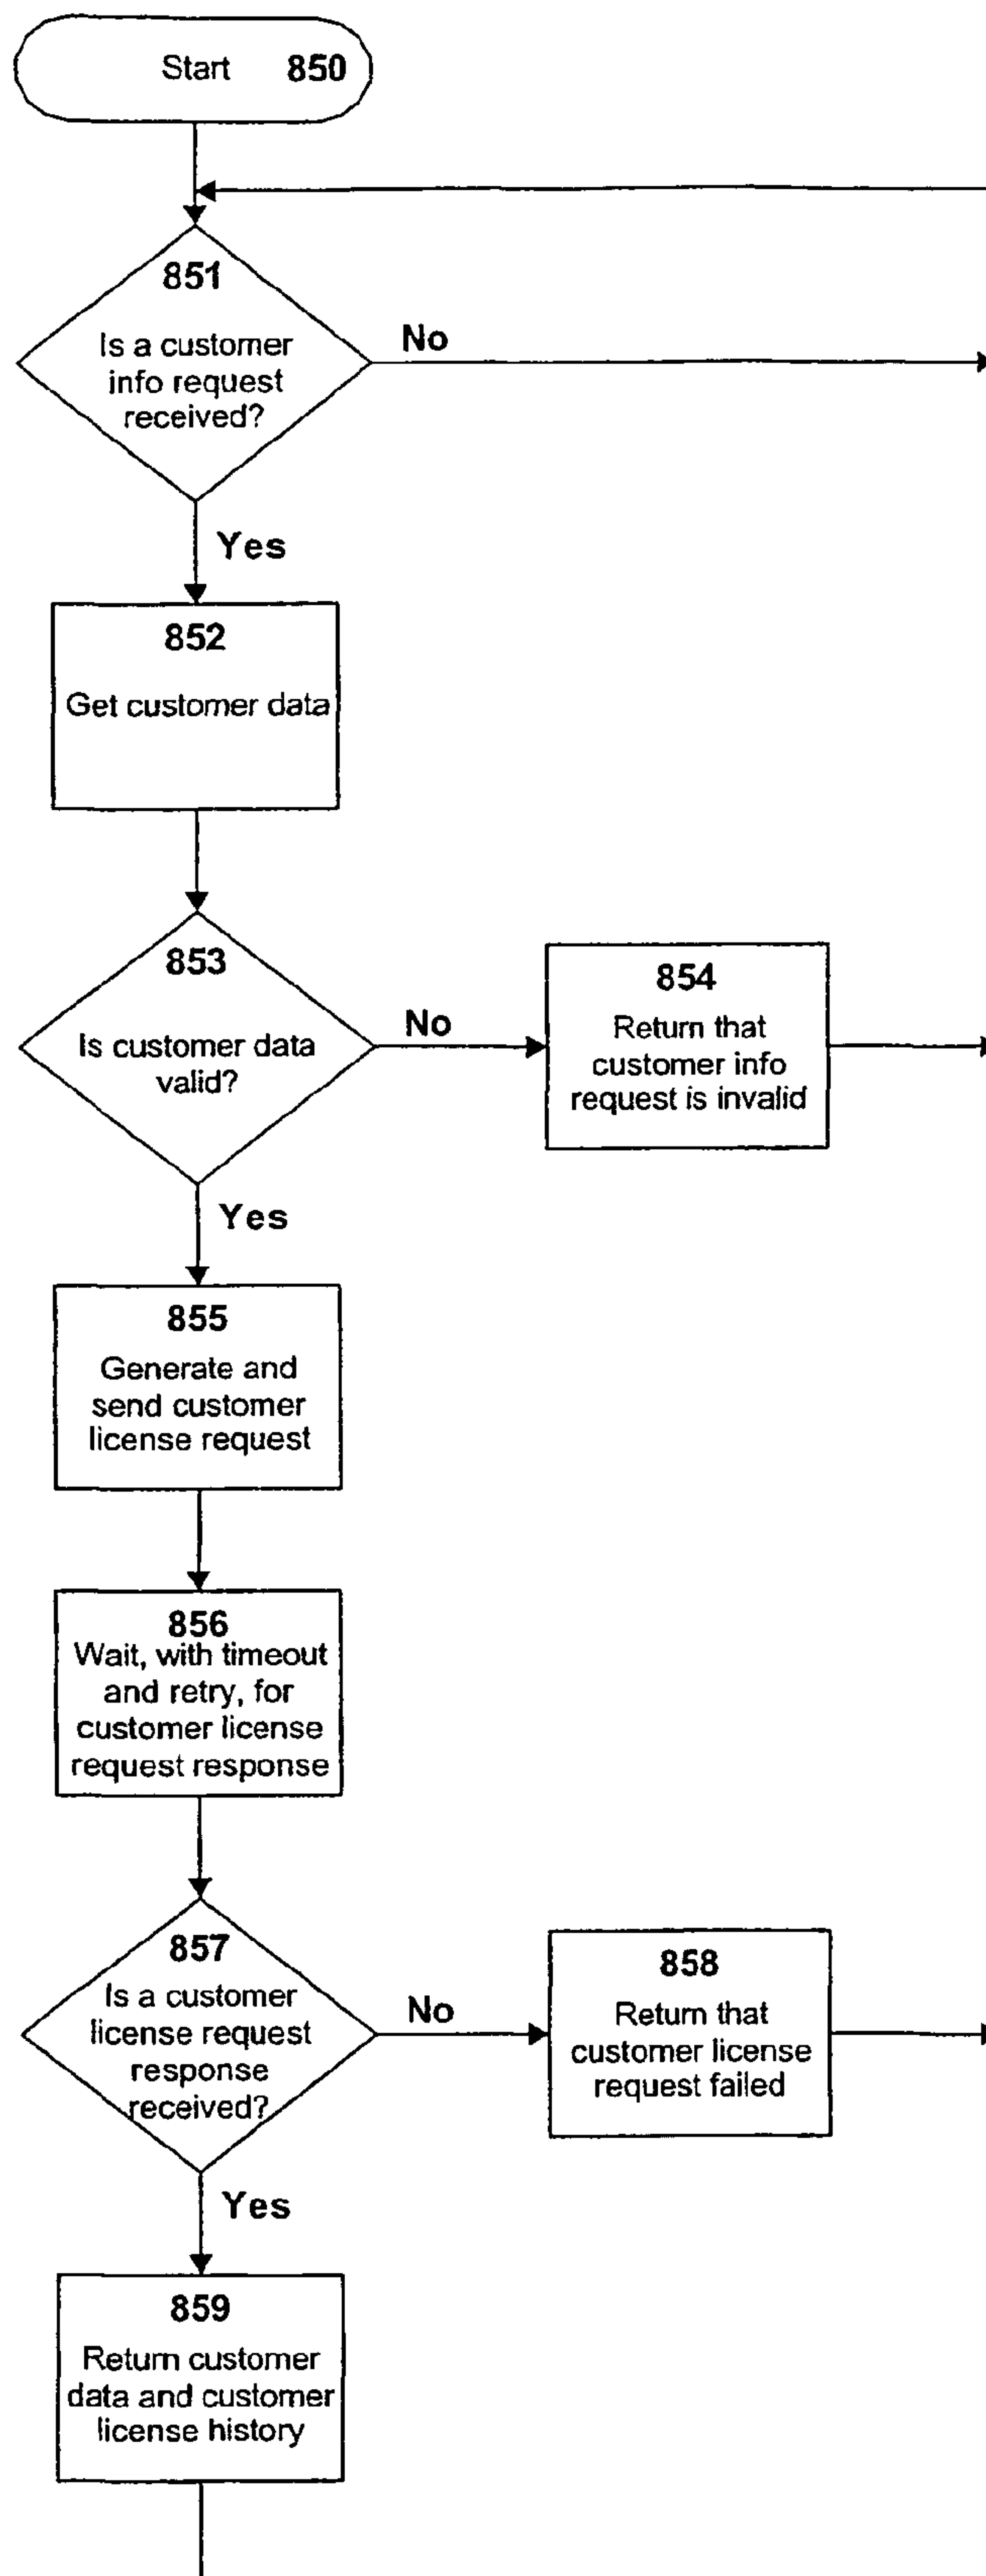 Start 850
851
Is a customer
info request
received?
No
Yes
852
Get customer data
853
Is customer data
valid?
No
854
Return that
customer info
request is invalid
Yes
855
Generate and
send customer
license request
856
Wait, with timeout
and retry, for
customer license
request response
857
Is a customer
license request
response
received?
No
858
Return that
customer license
request failed
Yes
859
Return customer
data and customer
license history